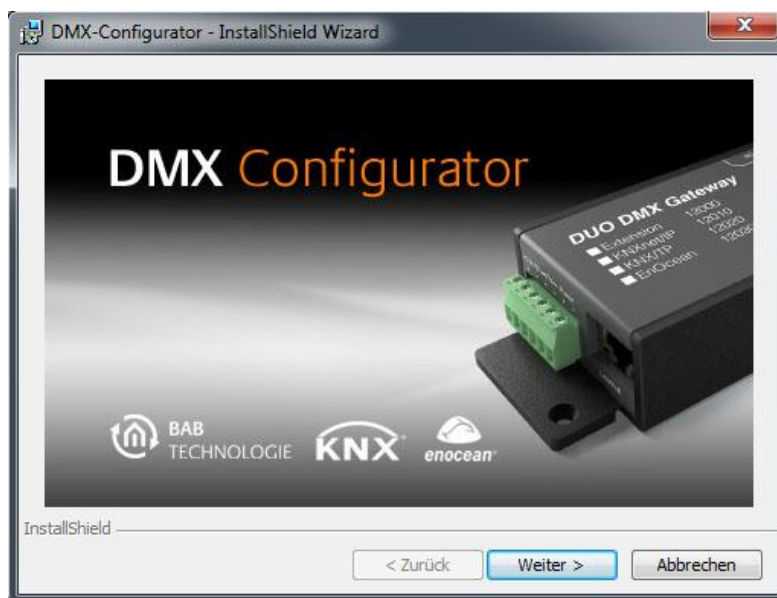 DMX-Configurator - InstallShield Wizard
DMX Configurator
DUO DMX Gateway
Extension 12000
KNXnet/IP 12010
KNX/TP 12020
EnOcean 12030
BAB
TECHNOLOGIE
KNX
enocean
InstallShield
< Zurück
Weiter >
Abbrechen